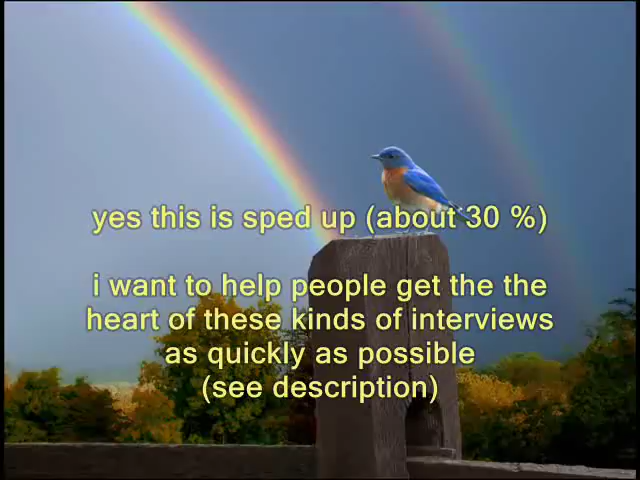 yes this is sped up (about 30 %)
i want to help people get the the
heart of these kinds of interviews
as quickly as possible
(see description)